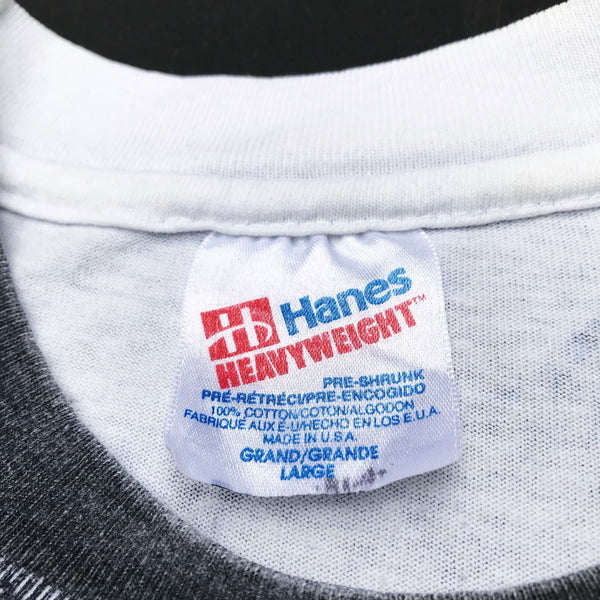 H Hanes
HEAVYWEIGHT™
PRE-SHRUNK
PRÉ-RÉTRÉCI/PRE-ENCOGIDO
100% COTTON/COTON/ALGODON
FABRIQUE AUX É-U/HECHO EN LOS E.U.A.
MADE IN U.S.A.
GRAND/GRANDE
LARGE